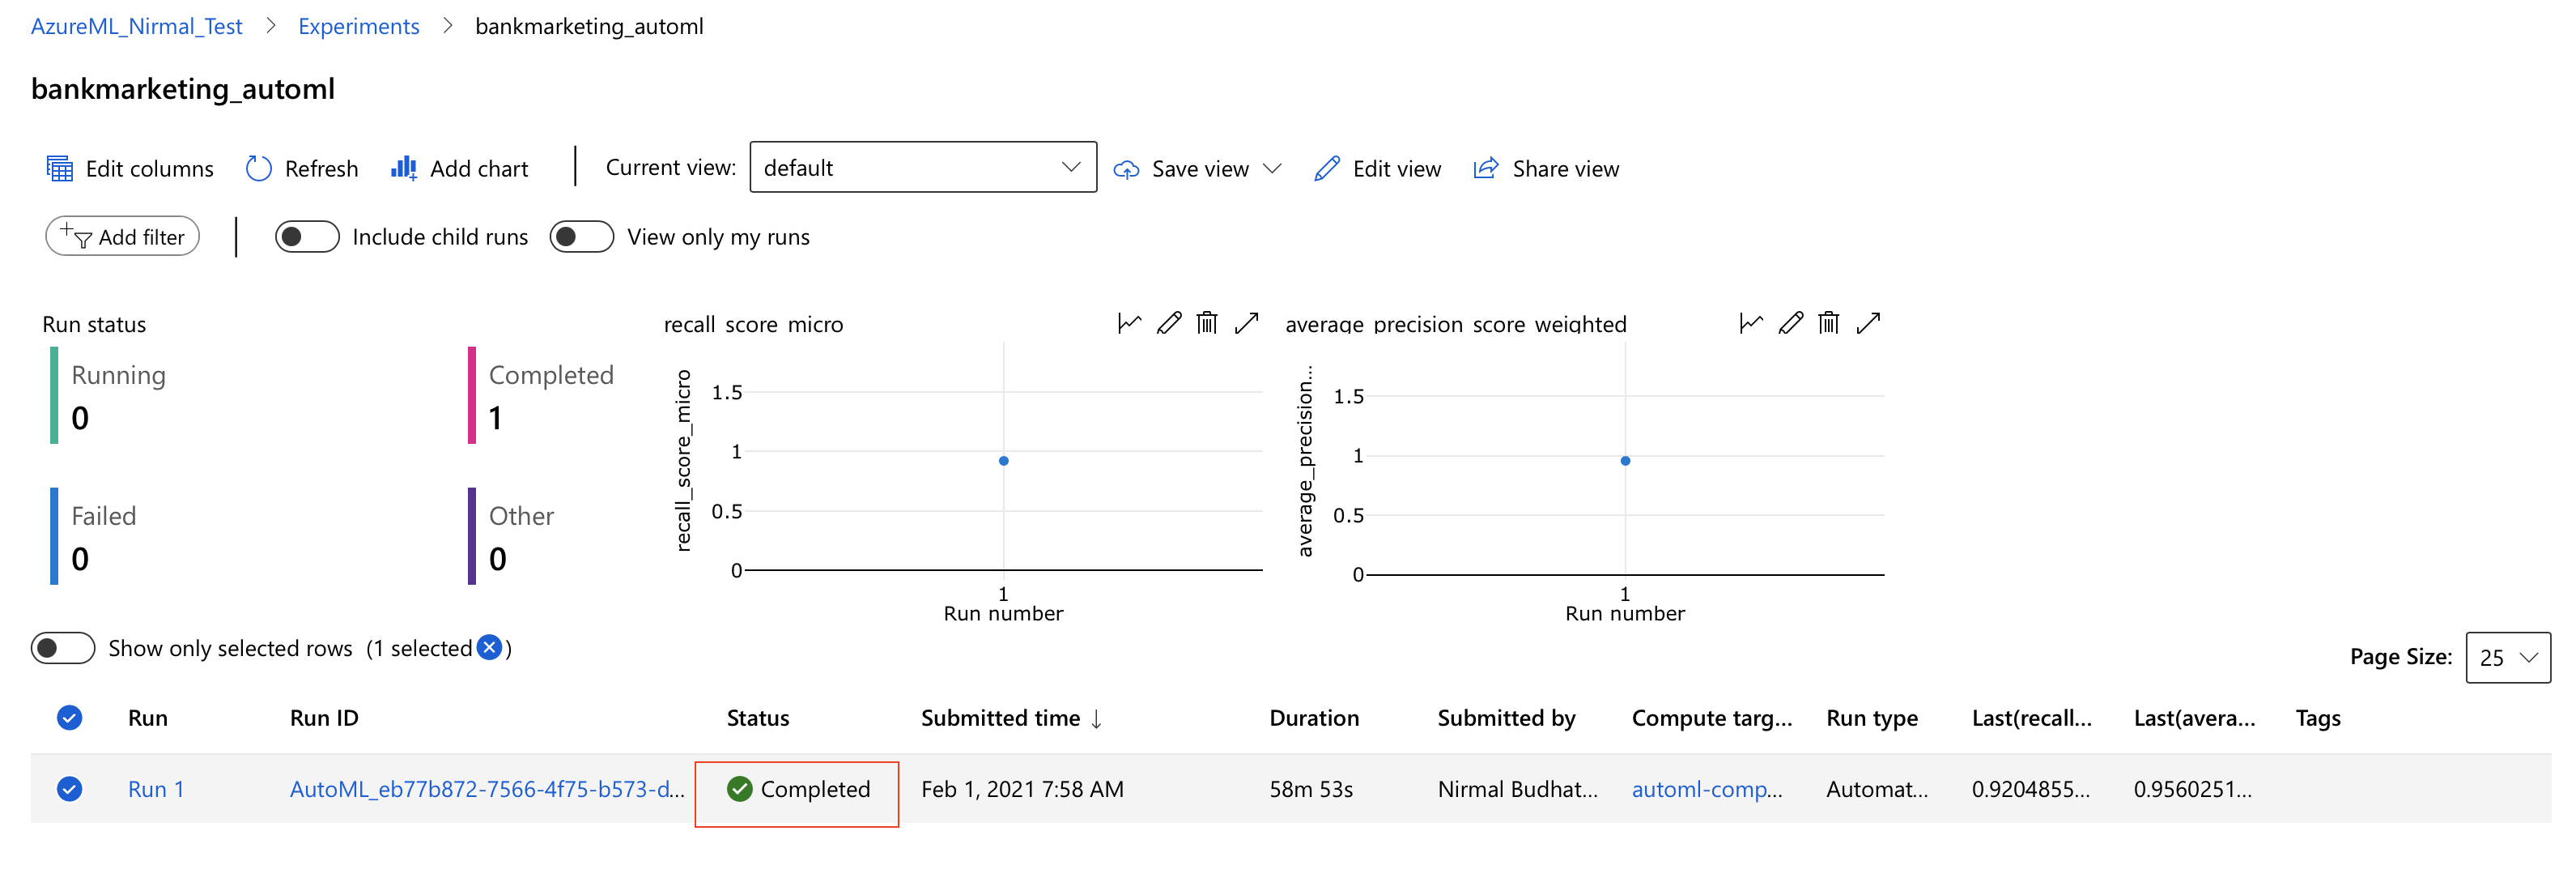 AzureML_Nirmal_Test > Experiments > bankmarketing_automl
bankmarketing_automl
Edit columns Refresh Add chart Current view: default Save view Edit view Share view
Add filter Include child runs View only my runs
Run status
Running
0
Completed
1
Failed
0
Other
0
recall_score_micro
recall_score_micro
1.5
1
0.5
0
1
Run number
average_precision_score_weighted
average_precision...
1.5
1
0.5
0
1
Run number
Show only selected rows (1 selected )
Page Size: 25
Run Run ID Status Submitted time ↓ Duration Submitted by Compute targ... Run type Last(recall... Last(avera... Tags
Run 1 AutoML_eb77b872-7566-4f75-b573-d... Completed Feb 1, 2021 7:58 AM 58m 53s Nirmal Budhat... automl-comp... Automat... 0.9204855... 0.9560251...